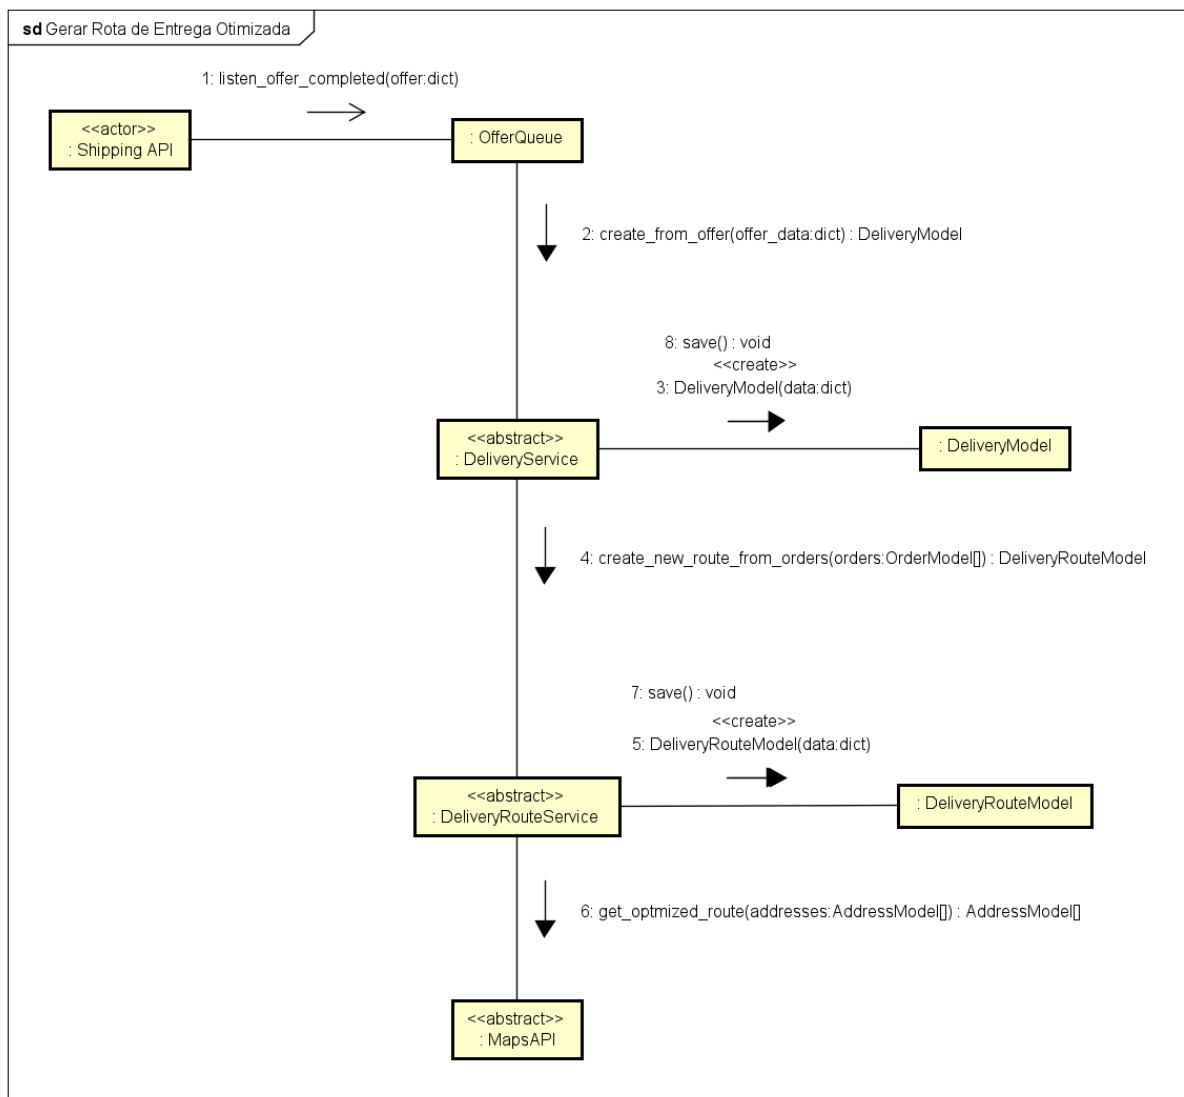 sd Gerar Rota de Entrega Otimizada
1: listen_offer_completed(offer:dict)
<<actor>>
: Shipping API
: OfferQueue
2: create_from_offer(offer_data:dict) : DeliveryModel
8: save() : void
<<create>>
3: DeliveryModel(data:dict)
<<abstract>>
: DeliveryService
: DeliveryModel
4: create_new_route_from_orders(orders:OrderModel[]) : DeliveryRouteModel
7: save() : void
<<create>>
5: DeliveryRouteModel(data:dict)
<<abstract>>
: DeliveryRouteService
: DeliveryRouteModel
6: get_optmized_route(addresses:AddressModel[]) : AddressModel[]
<<abstract>>
: MapsAPI